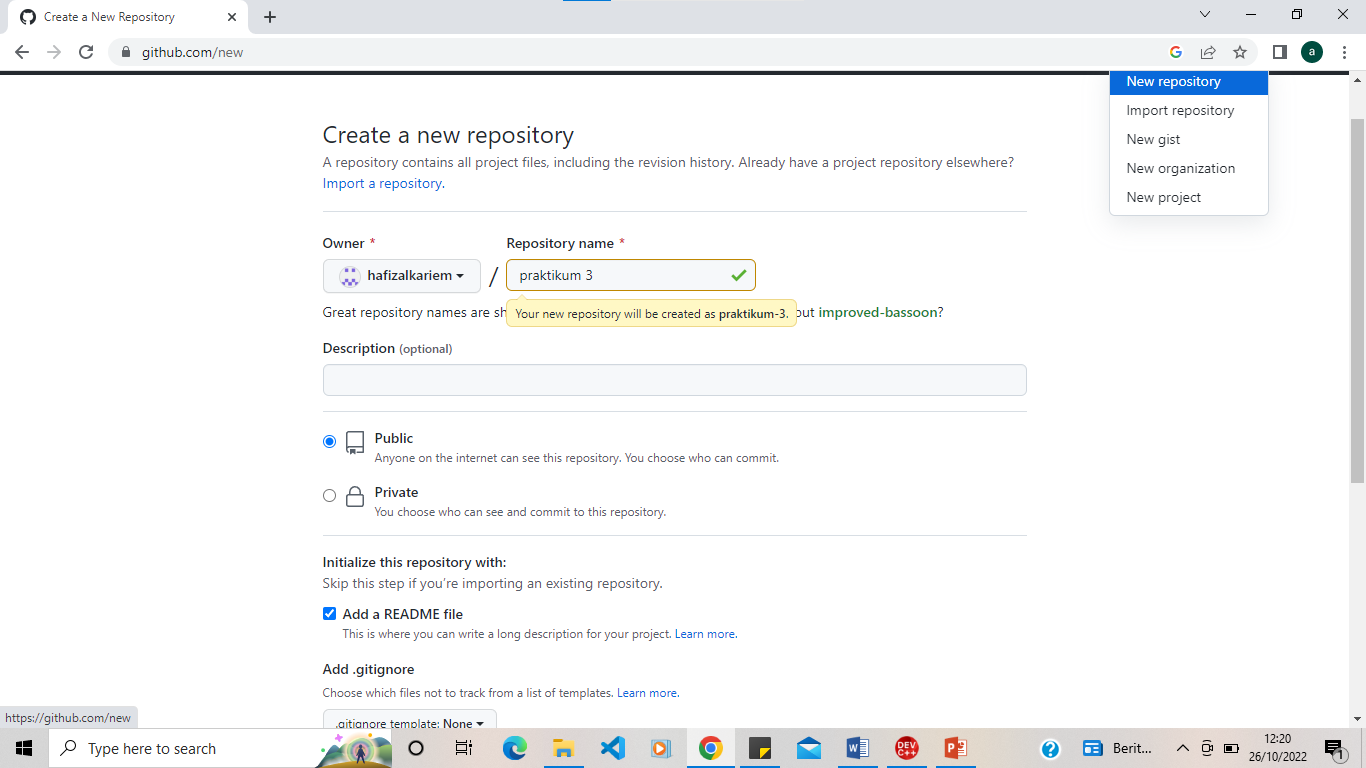 Create a New Repository
github.com/new
a
New repository
Import repository
New gist
New organization
New project
Create a new repository
A repository contains all project files, including the revision history. Already have a project repository elsewhere?
Import a repository.
Owner *
Repository name *
hafizalkariem
/
praktikum 3
Great repository names are sh
Your new repository will be created as praktikum-3.
out improved-bassoon?
Description (optional)
Public
Anyone on the internet can see this repository. You choose who can commit.
Private
You choose who can see and commit to this repository.
Initialize this repository with:
Skip this step if you're importing an existing repository.
Add a README file
This is where you can write a long description for your project. Learn more.
Add .gitignore
Choose which files not to track from a list of templates. Learn more.
.gitignore template: None
https://github.com/new
Type here to search
DEV
C++
Berit...
12:20
26/10/2022
1